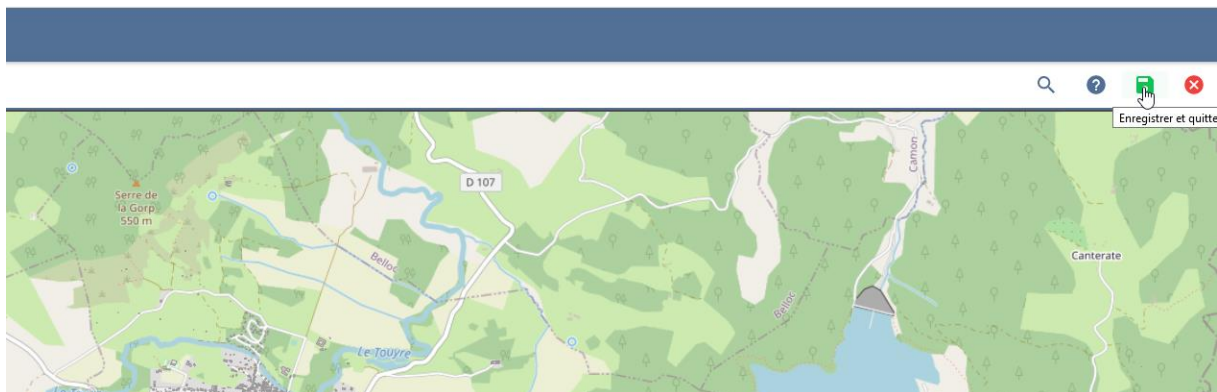 Enregistrer et quitte
Camon
D 107
Serre de
la Gorp
550 m
Belloc
Canterate
Belloc
Le Touyre